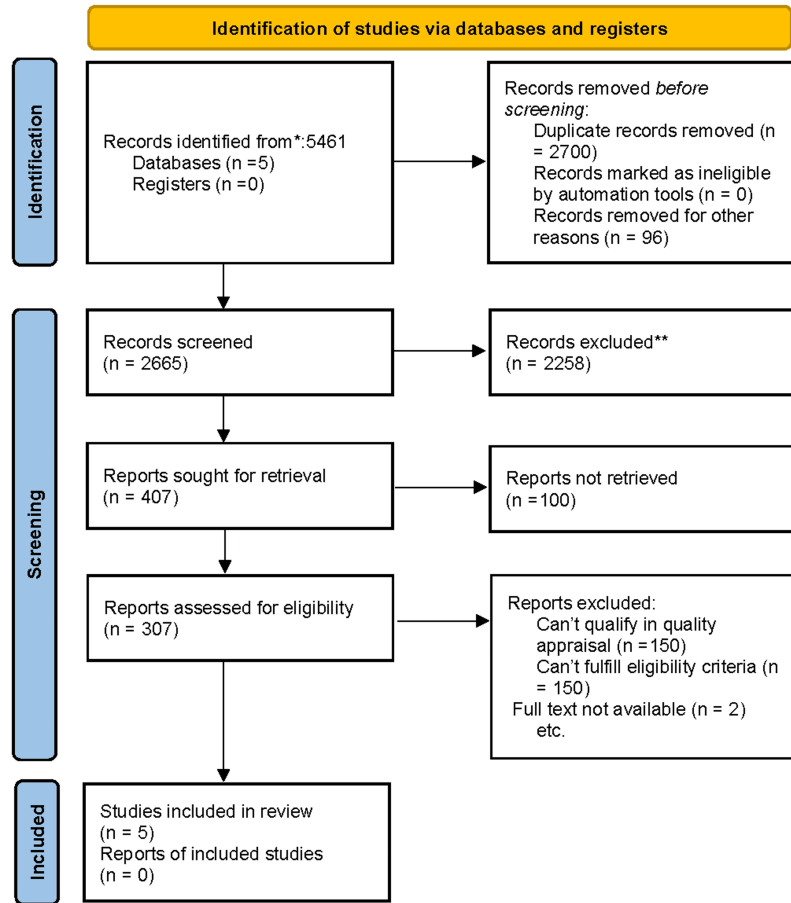 Identification of studies via databases and registers
Identification
Records identified from*:5461
Databases (n =5)
Registers (n =0)
Records removed before
screening:
Duplicate records removed (n
= 2700)
Records marked as ineligible
by automation tools (n = 0)
Records removed for other
reasons (n = 96)
Screening
Records screened
(n = 2665)
Records excluded**
(n = 2258)
Reports sought for retrieval
(n = 407)
Reports not retrieved
(n =100)
Reports assessed for eligibility
(n = 307)
Reports excluded:
Can't qualify in quality
appraisal (n =150)
Can't fulfill eligibility criteria (n
= 150)
Full text not available (n = 2)
etc.
Included
Studies included in review
(n = 5)
Reports of included studies
(n = 0)